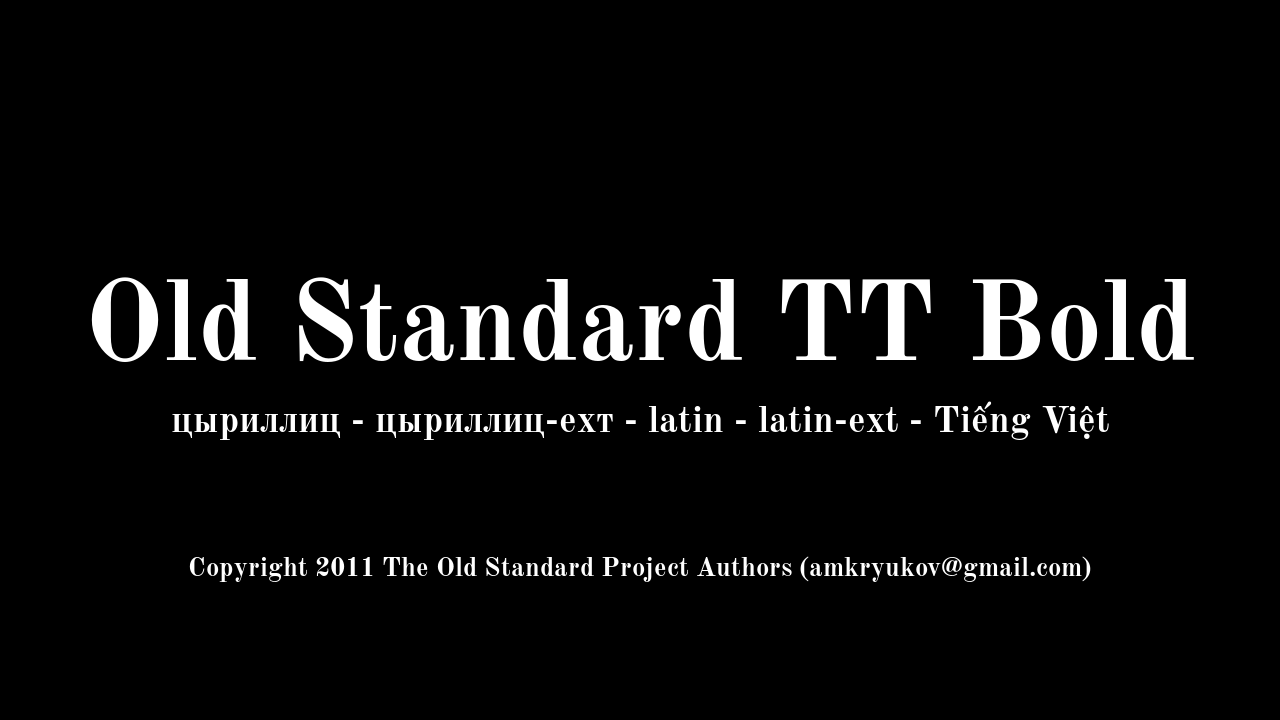 Old Standard TT Bold
цыриллиц - цыриллиц-ехт - latin - latin-ext - Tiếng Việt
Copyright 2011 The Old Standard Project Authors (amkryukov@gmail.com)